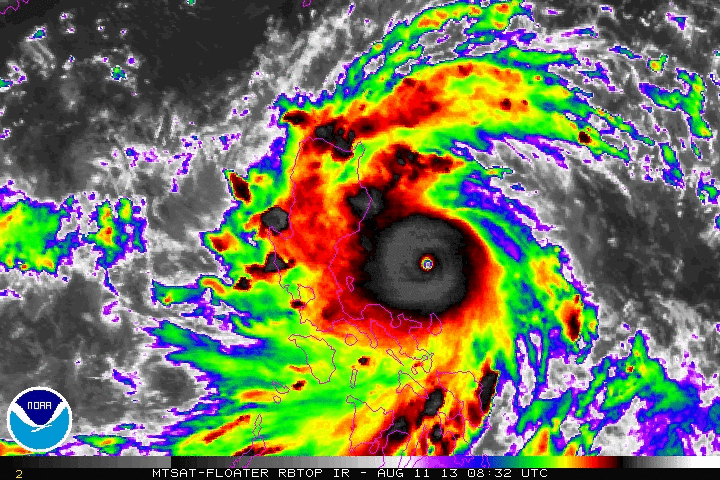 NOAA
2 MTSAT-FLOATER RBTOP IR - AUG 11 13 08:32 UTC